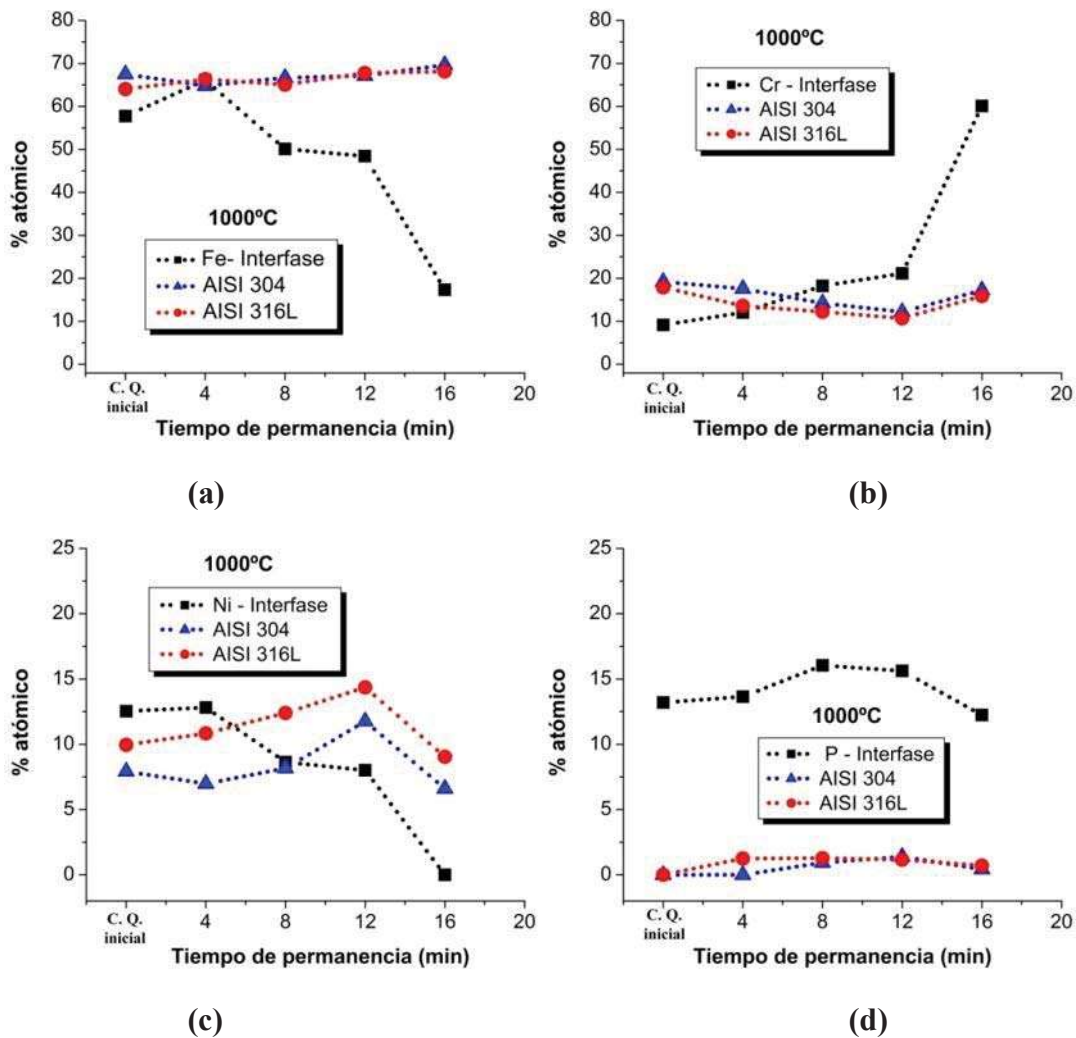 1000ºC
80
70
60
50
40
30
20
10
0
% atómico
1000ºC
Fe- Interfase
AISI 304
AISI 316L
C. Q.
inicial
4
8
12
16
20
Tiempo de permanencia (min)
(a)
80
70
60
50
40
30
20
10
0
% atómico
1000ºC
Cr - Interfase
AISI 304
AISI 316L
C. Q.
inicial
4
8
12
16
20
Tiempo de permanencia (min)
(b)
25
20
15
10
5
0
% atómico
1000ºC
Ni - Interfase
AISI 304
AISI 316L
C. Q.
inicial
4
8
12
16
20
Tiempo de permanencia (min)
(c)
25
20
15
10
5
0
% atómico
1000ºC
P - Interfase
AISI 304
AISI 316L
C. Q.
inicial
4
8
12
16
20
Tiempo de permanencia (min)
(d)